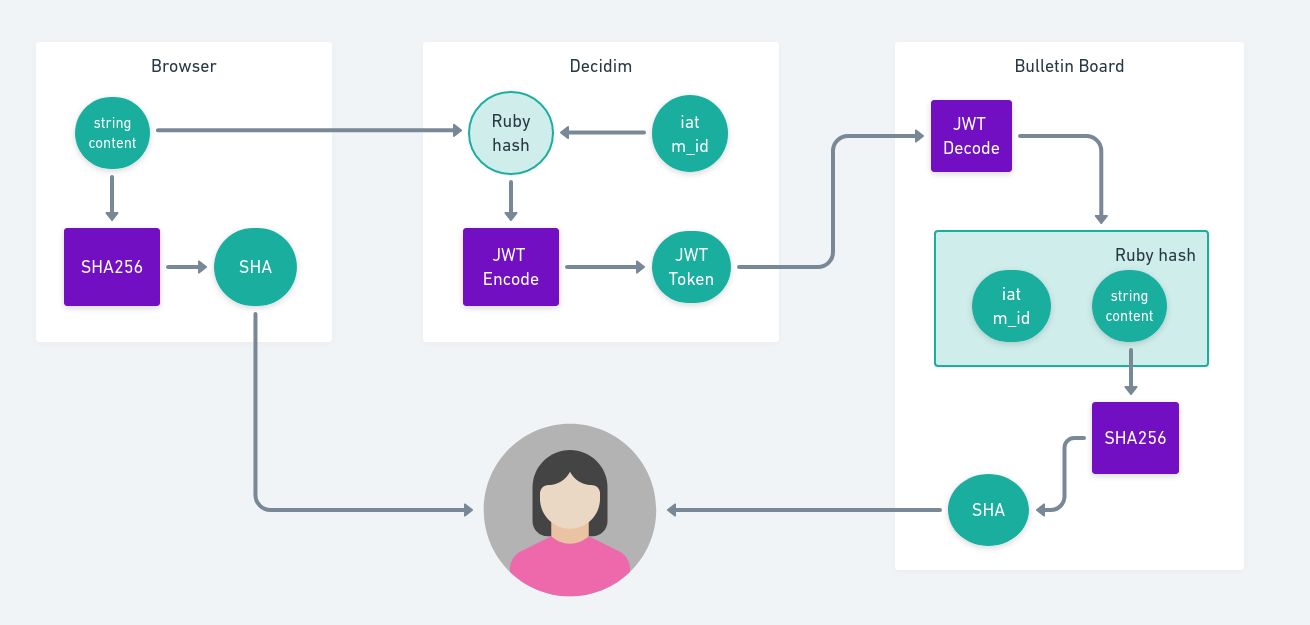 Browser
string
content
SHA256
SHA
Decidim
Ruby
hash
iat
m_id
JWT
Encode
JWT
Token
Bulletin Board
JWT
Decode
Ruby hash
iat
m_id
string
content
SHA256
SHA